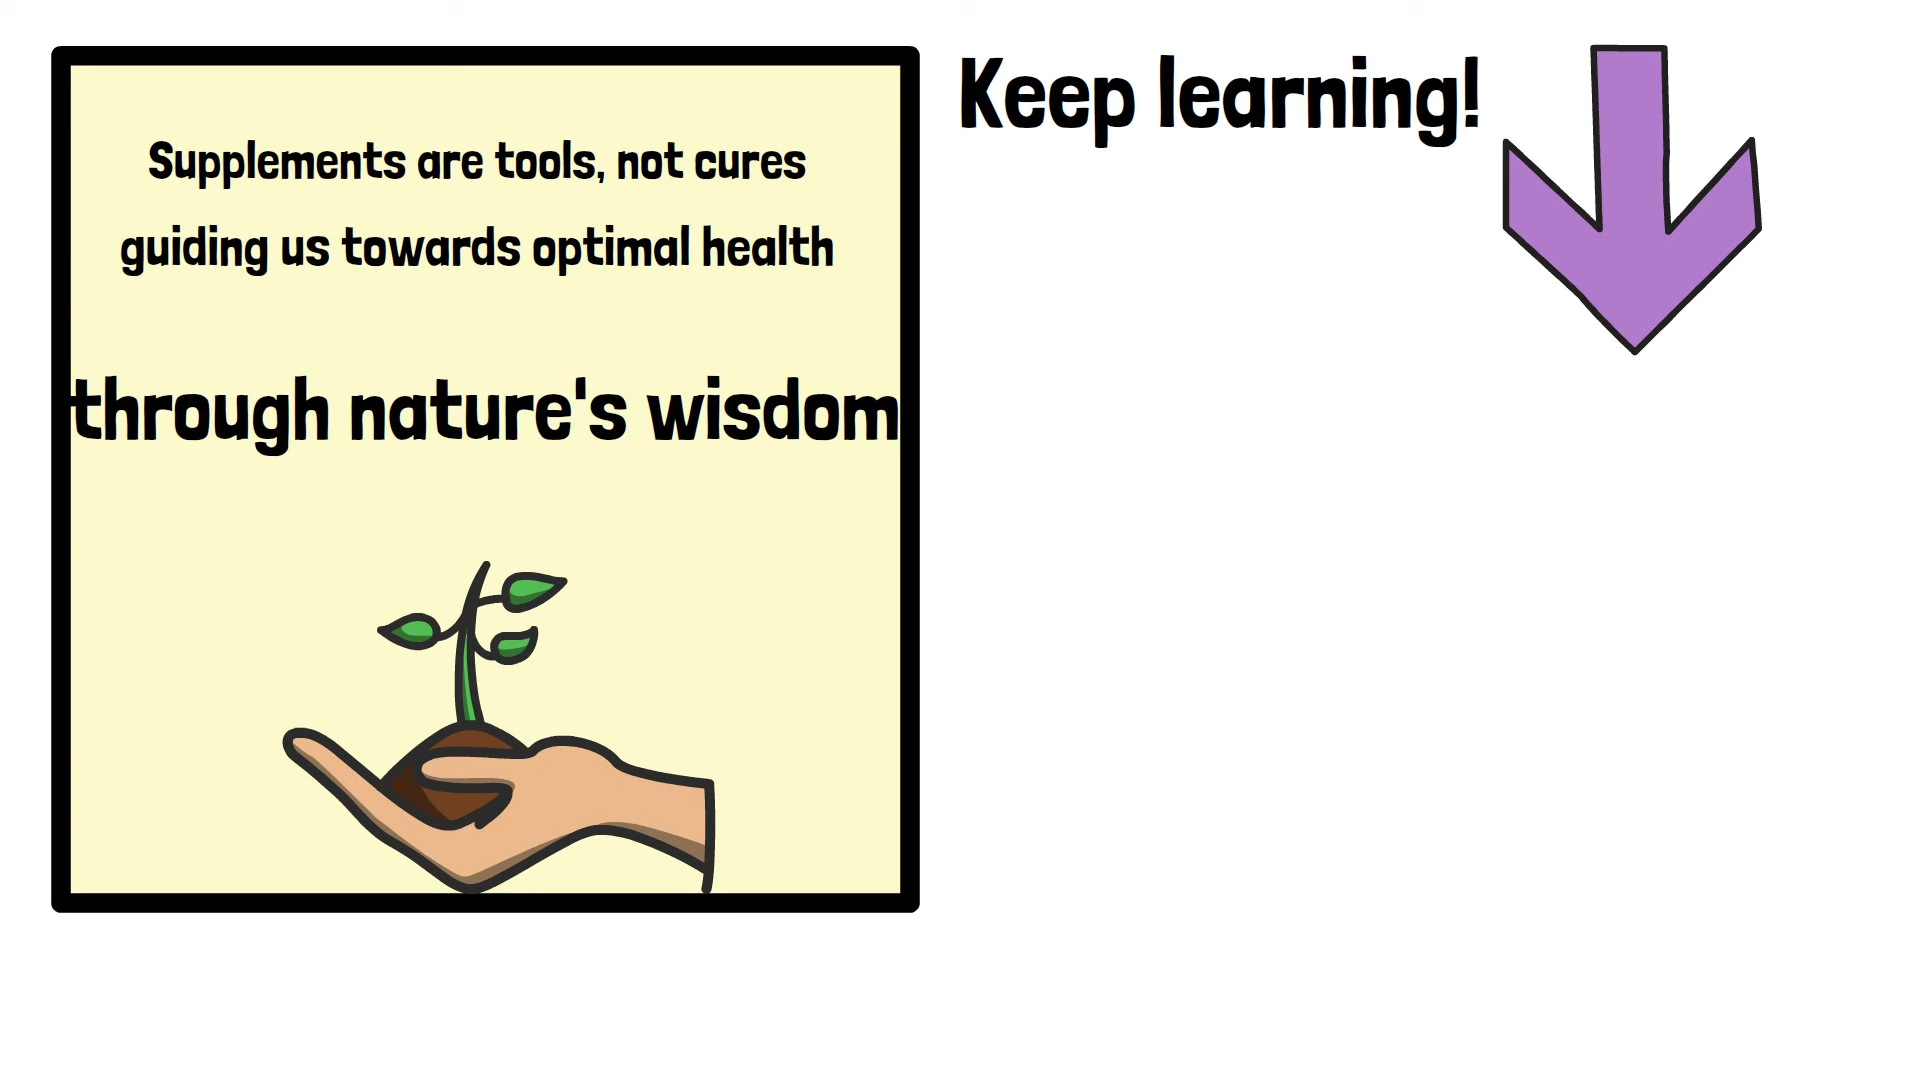 Supplements are tools, not cures
guiding us towards optimal health
through nature's wisdom
Keep learning!